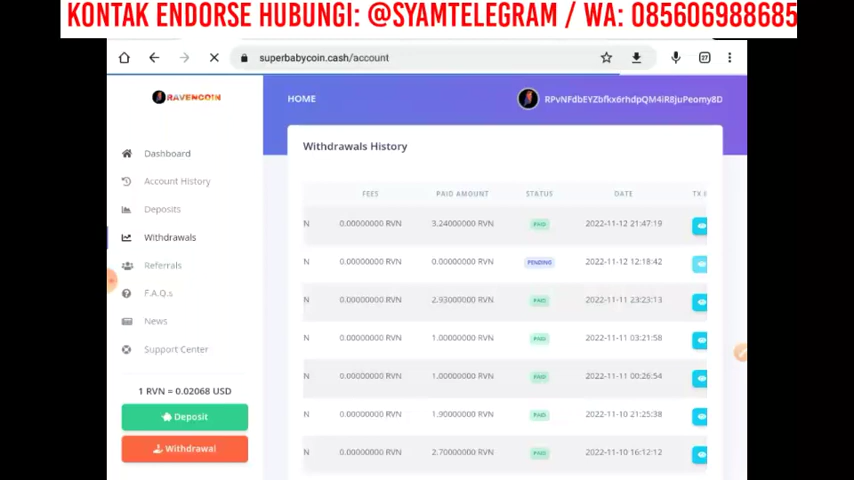 KONTAK ENDORSE HUBUNGI: @SYAMTELEGRAM / WA: 085606988685
superbabycoin.cash/account
27
RAVENCOIN
HOME
RPvNFdbEYZbfkx6rhdpQM4iR8juPeomy8D
Dashboard
Account History
Deposits
Withdrawals
Referrals
F.A.Q.s
News
Support Center
1 RVN = 0.02068 USD
Deposit
Withdrawal
Withdrawals History
FEES PAID AMOUNT STATUS DATE TX I
N 0.00000000 RVN 3.24000000 RVN PAID 2022-11-12 21:47:19
N 0.00000000 RVN 0.00000000 RVN PENDING 2022-11-12 12:18:42
N 0.00000000 RVN 2.93000000 RVN PAID 2022-11-11 23:23:13
N 0.00000000 RVN 1.00000000 RVN PAID 2022-11-11 03:21:58
N 0.00000000 RVN 1.00000000 RVN PAID 2022-11-11 00:26:54
N 0.00000000 RVN 1.90000000 RVN PAID 2022-11-10 21:25:38
N 0.00000000 RVN 2.70000000 RVN PAID 2022-11-10 16:12:12